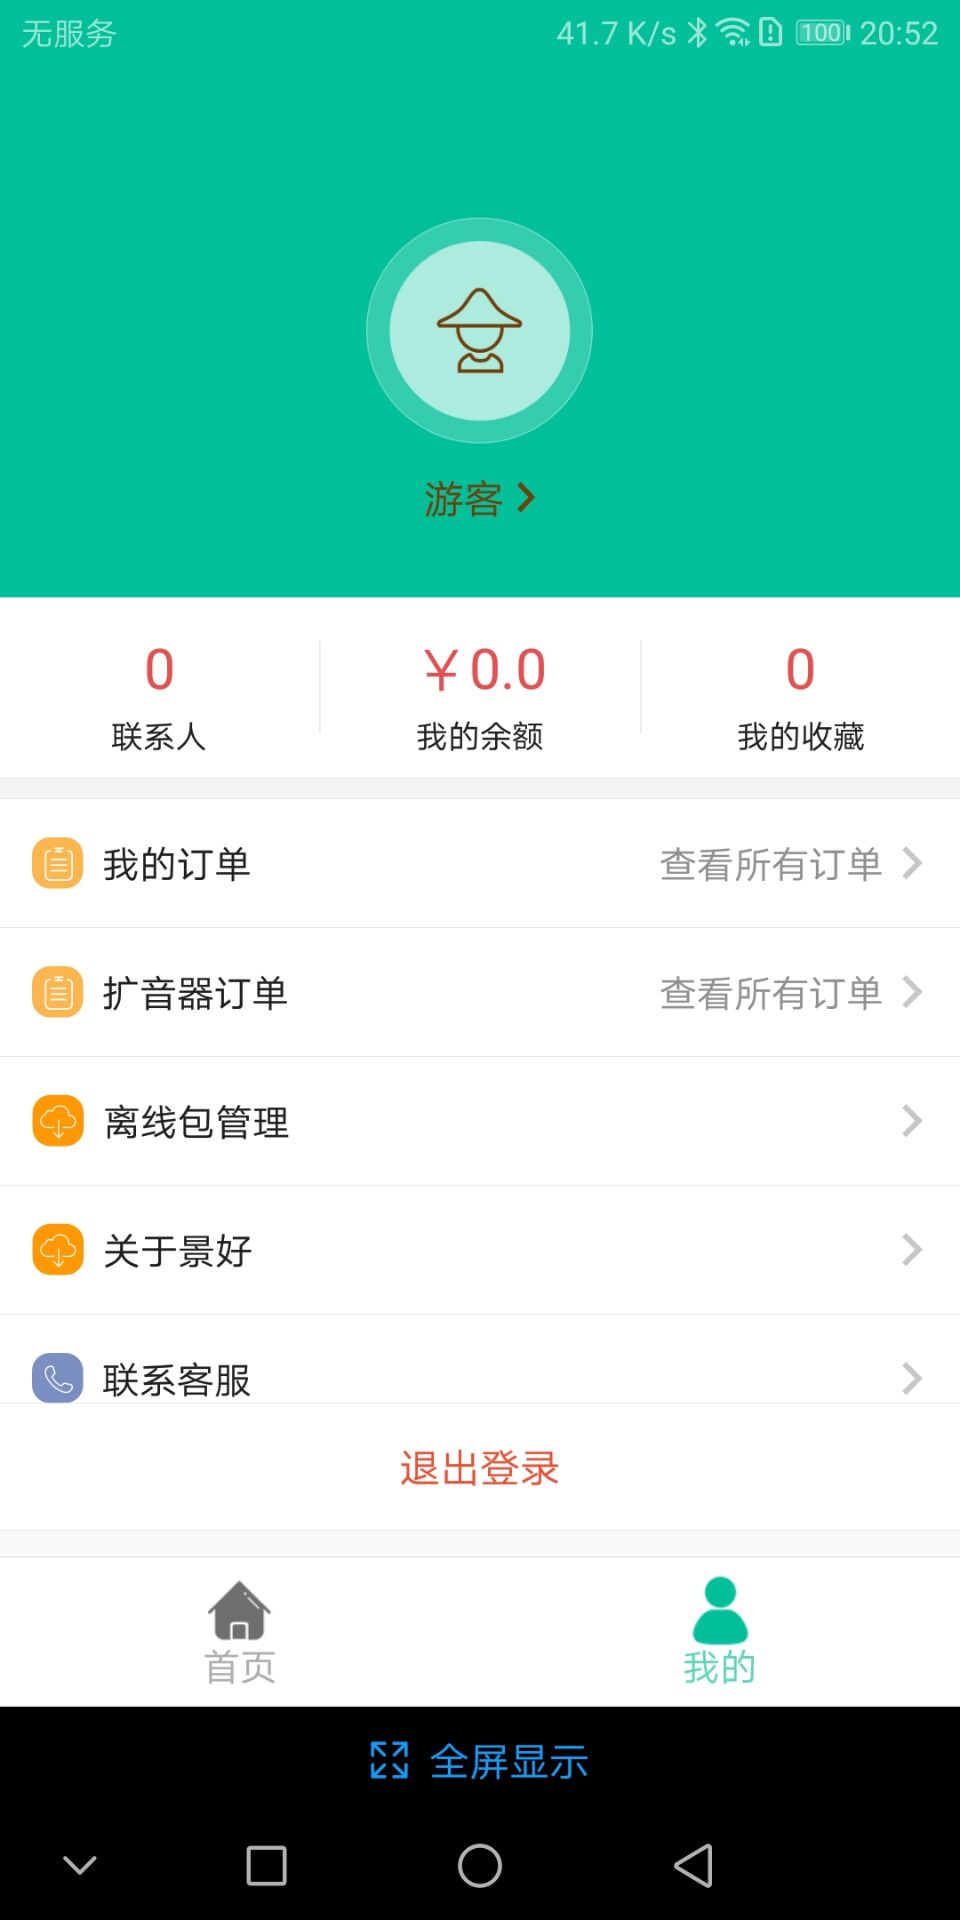 无服务 41.7 K/s 100 20:52
游客
0 ￥0.0 0
联系人 我的余额 我的收藏
我的订单 查看所有订单
扩音器订单 查看所有订单
离线包管理
关于景好
联系客服
退出登录
首页 我的
全屏显示